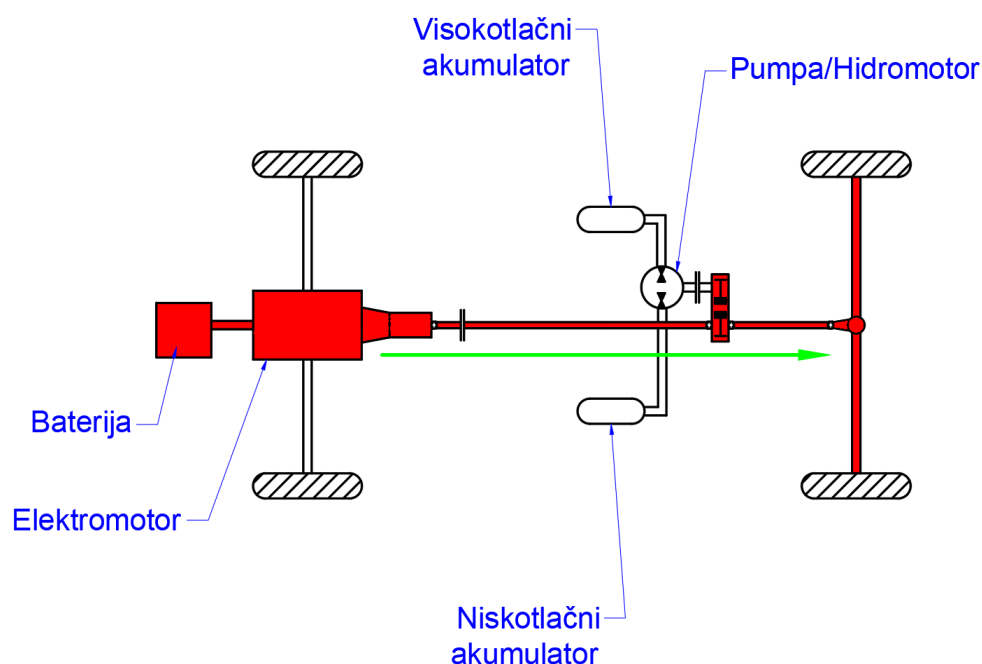 Visokotlačni
akumulator
Pumpa/Hidromotor
Baterija
Elektromotor
Niskotlačni
akumulator